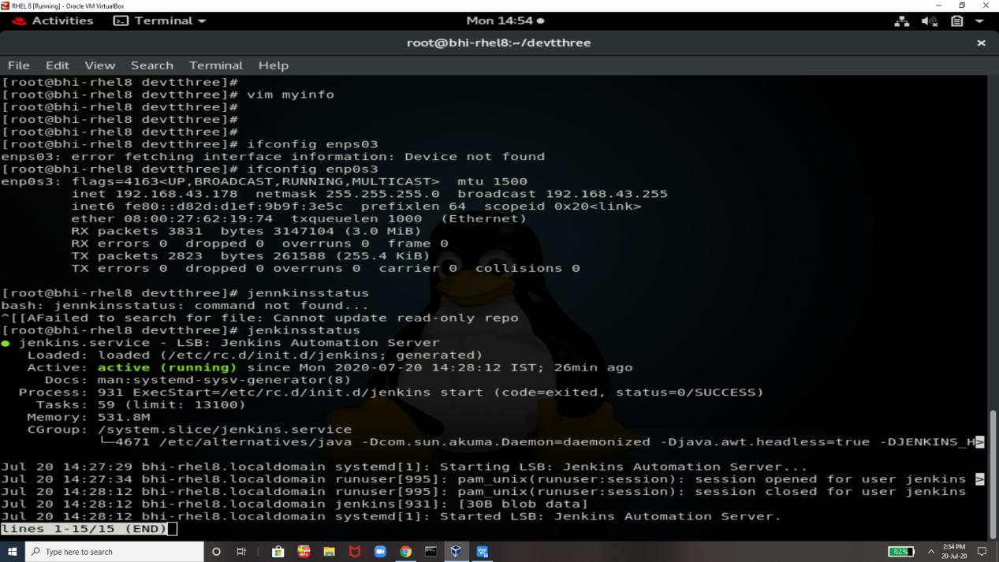 RHEL 8 [Running] - Oracle VM VirtualBox
Activities Terminal Mon 14:54
root@bhi-rhel8:~/devtthree
File Edit View Search Terminal Help
[root@bhi-rhel8 devtthree]#
[root@bhi-rhel8 devtthree]# vim myinfo
[root@bhi-rhel8 devtthree]#
[root@bhi-rhel8 devtthree]#
[root@bhi-rhel8 devtthree]#
[root@bhi-rhel8 devtthree]# ifconfig enps03
enps03: error fetching interface information: Device not found
[root@bhi-rhel8 devtthree]# ifconfig enp0s3
enp0s3: flags=4163<UP,BROADCAST,RUNNING,MULTICAST>  mtu 1500
        inet 192.168.43.178  netmask 255.255.255.0  broadcast 192.168.43.255
        inet6 fe80::d82d:d1ef:9b9f:3e5c  prefixlen 64  scopeid 0x20<link>
        ether 08:00:27:62:19:74  txqueuelen 1000  (Ethernet)
        RX packets 3831  bytes 3147104 (3.0 MiB)
        RX errors 0  dropped 0  overruns 0  frame 0
        TX packets 2823  bytes 261588 (255.4 KiB)
        TX errors 0  dropped 0 overruns 0  carrier 0  collisions 0
[root@bhi-rhel8 devtthree]# jennkinsstatus
bash: jennkinsstatus: command not found...
^[[AFailed to search for file: Cannot update read-only repo
[root@bhi-rhel8 devtthree]# jenkinsstatus
● jenkins.service - LSB: Jenkins Automation Server
   Loaded: loaded (/etc/rc.d/init.d/jenkins; generated)
   Active: active (running) since Mon 2020-07-20 14:28:12 IST; 26min ago
     Docs: man:systemd-sysv-generator(8)
  Process: 931 ExecStart=/etc/rc.d/init.d/jenkins start (code=exited, status=0/SUCCESS)
    Tasks: 59 (limit: 13100)
   Memory: 531.8M
   CGroup: /system.slice/jenkins.service
           └─4671 /etc/alternatives/java -Dcom.sun.akuma.Daemon=daemonized -Djava.awt.headless=true -DJENKINS_H>
Jul 20 14:27:29 bhi-rhel8.localdomain systemd[1]: Starting LSB: Jenkins Automation Server...
Jul 20 14:27:34 bhi-rhel8.localdomain runuser[995]: pam_unix(runuser:session): session opened for user jenkins >
Jul 20 14:28:12 bhi-rhel8.localdomain runuser[995]: pam_unix(runuser:session): session closed for user jenkins
Jul 20 14:28:12 bhi-rhel8.localdomain jenkins[931]: [30B blob data]
Jul 20 14:28:12 bhi-rhel8.localdomain systemd[1]: Started LSB: Jenkins Automation Server.
lines 1-15/15 (END)
Type here to search
82%
2:54 PM
20-Jul-20